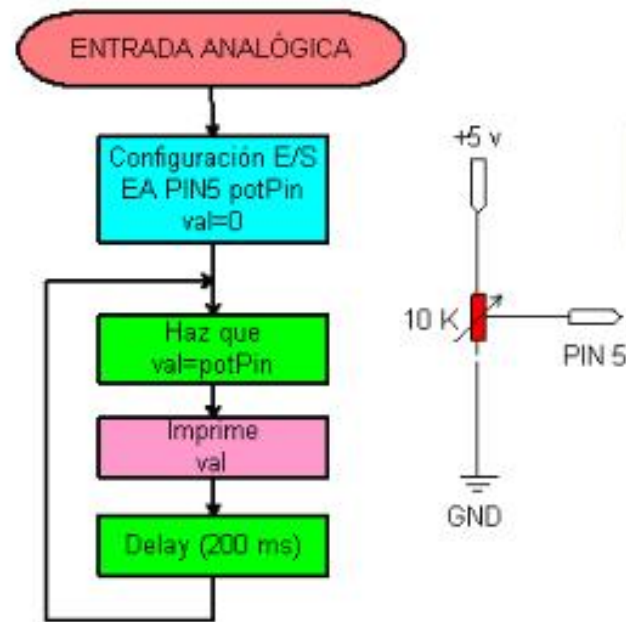 ENTRADA ANALÓGICA
Configuración E/S
EA PIN5 potPin
val=0
Haz que
val=potPin
Imprime
val
Delay (200 ms)
+5 v
10 K
PIN 5
GND